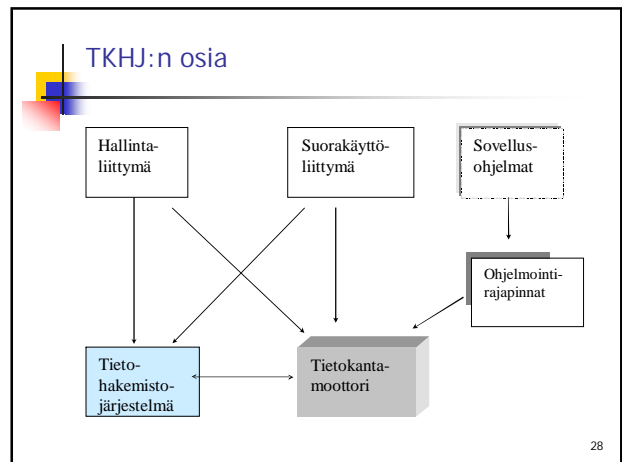 TKHJ:n osia
Hallinta-
liittymä
Suorakäyttö-
liittymä
Sovellus-
ohjelmat
Ohjelmointi-
rajapinnat
Tieto-
hakemisto-
järjestelmä
Tietokanta-
moottori
28